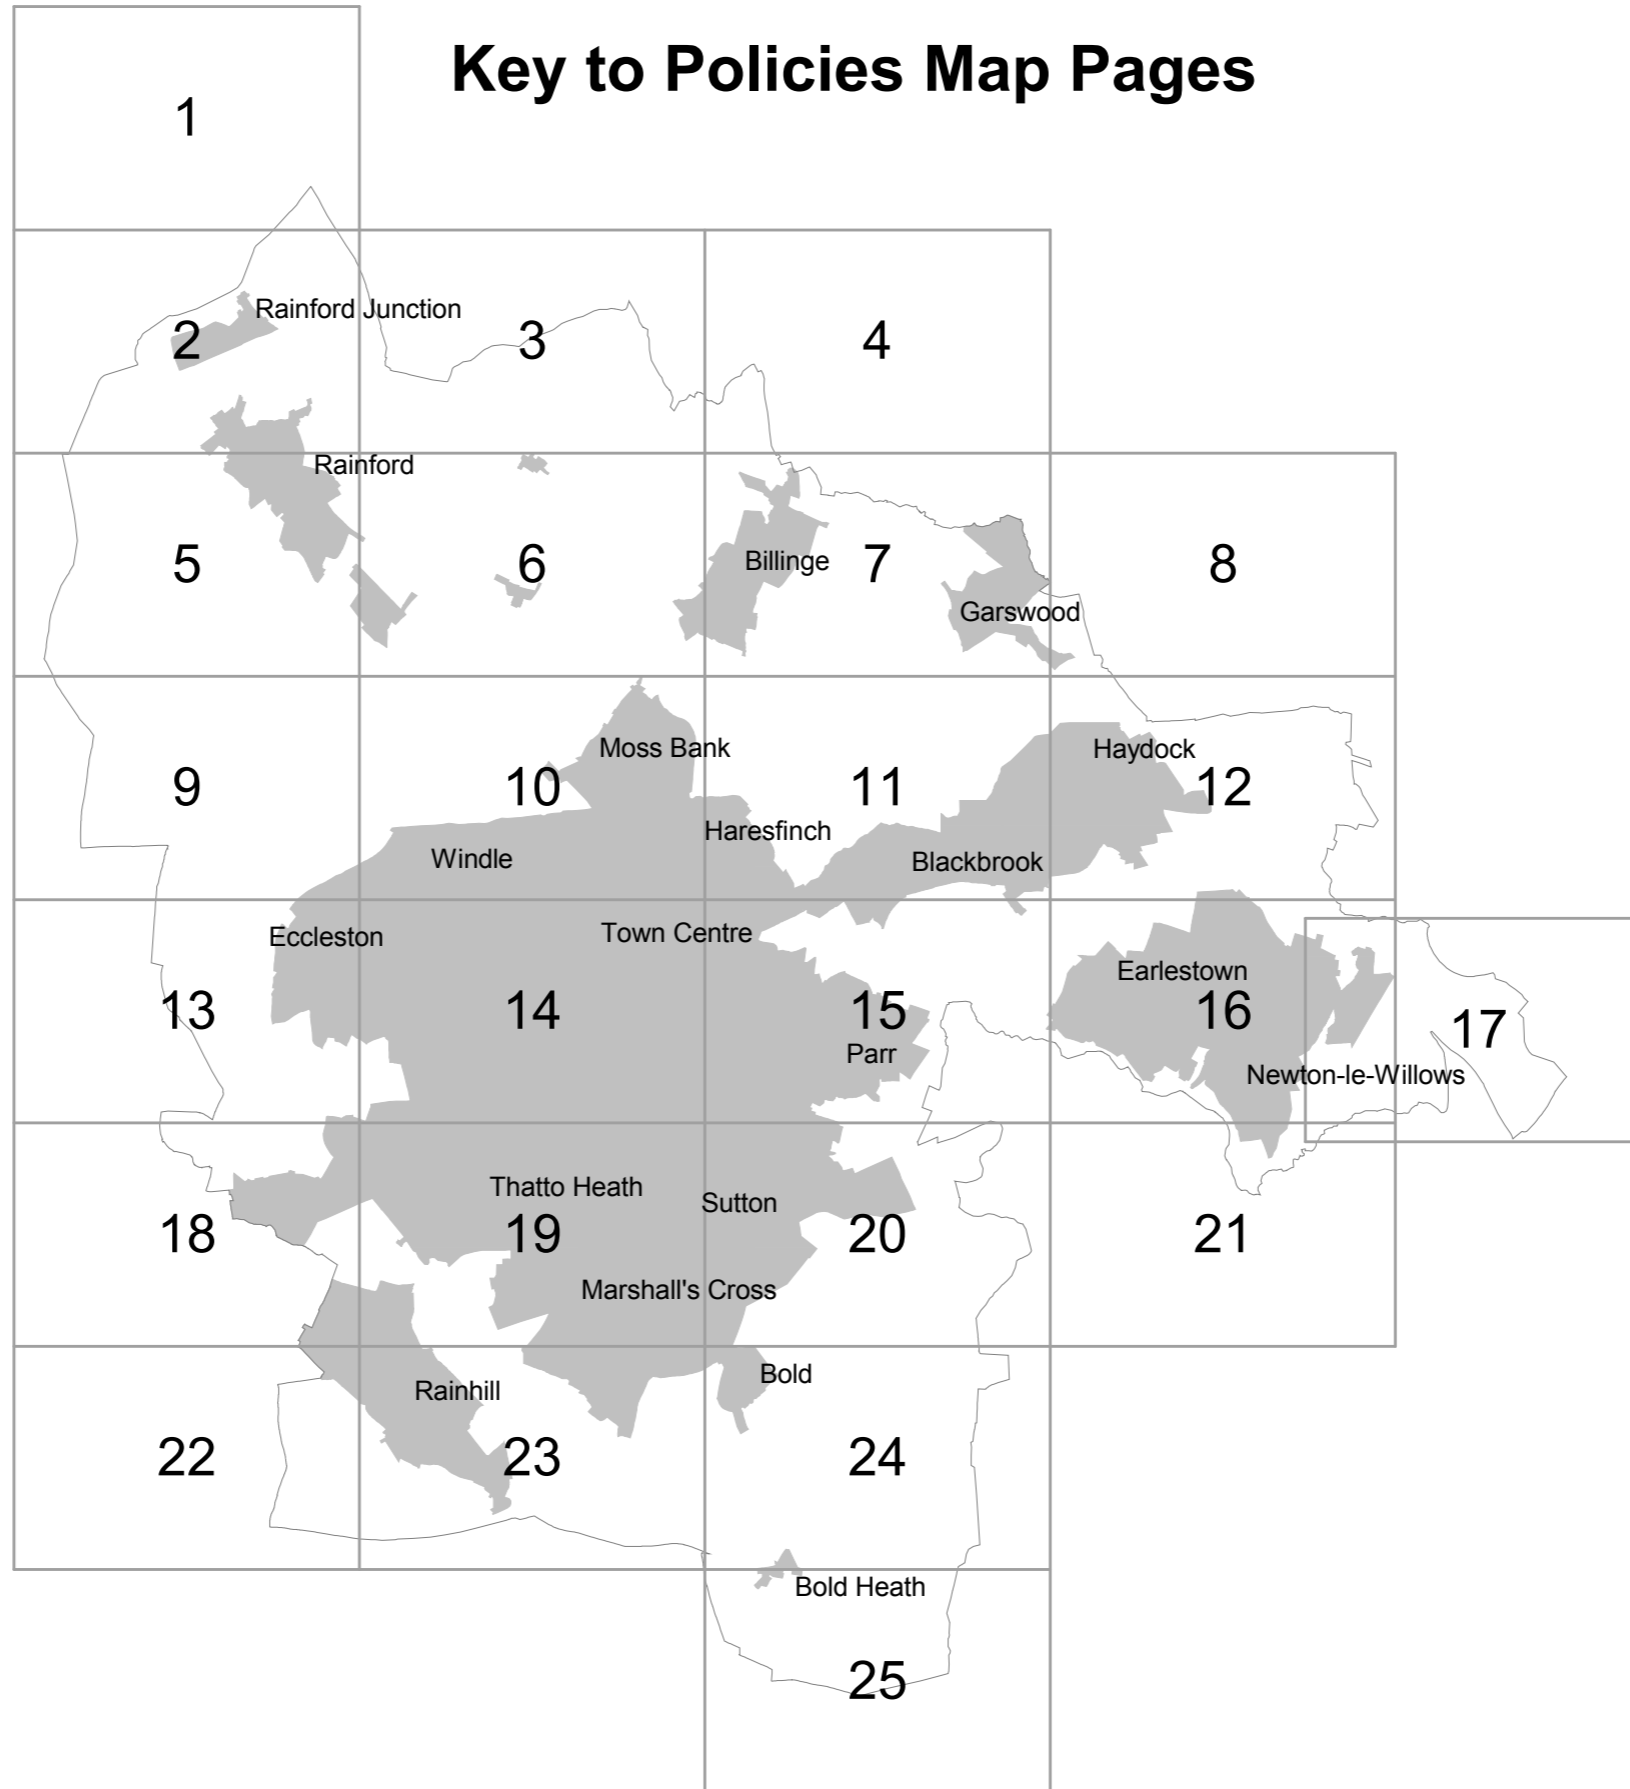 Key to Policies Map Pages
1
Rainford Junction
2
3
4
Rainford
5
6
Billinge
7
8
Garswood
Moss Bank
Haydock
9
10
11
12
Haresfinch
Windle
Blackbrook
Eccleston
Town Centre
Earlestown
13
14
15
16
17
Parr
Newton-le-Willows
Thatto Heath
Sutton
18
19
20
21
Marshall's Cross
Bold
Rainhill
22
23
24
Bold Heath
25